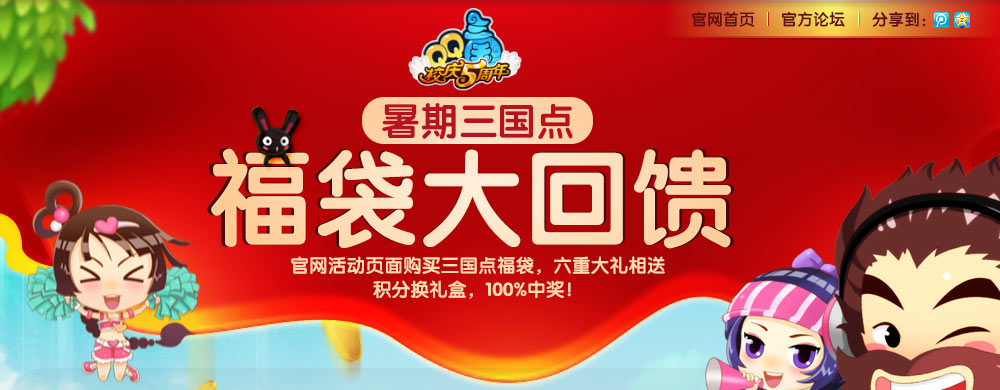 官网首页 | 官方论坛 | 分享到:
QQ三国
校庆5周年
暑期三国点
福袋大回馈
官网活动页面购买三国点福袋，六重大礼相送
积分换礼盒，100%中奖！